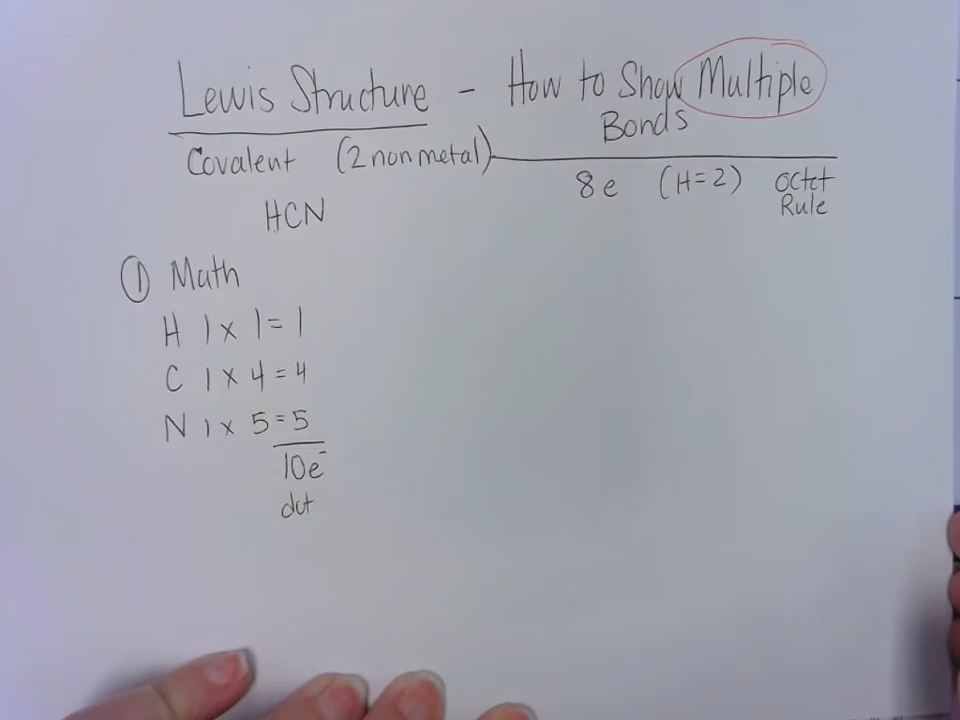 Lewis Structure - How to Show Multiple
Bonds
Covalent (2 nonmetal)
8e (H=2) Octet
Rule
HCN
① Math
H 1 x 1 = 1
C 1 x 4 = 4
N 1 x 5 = 5
10e⁻
dot